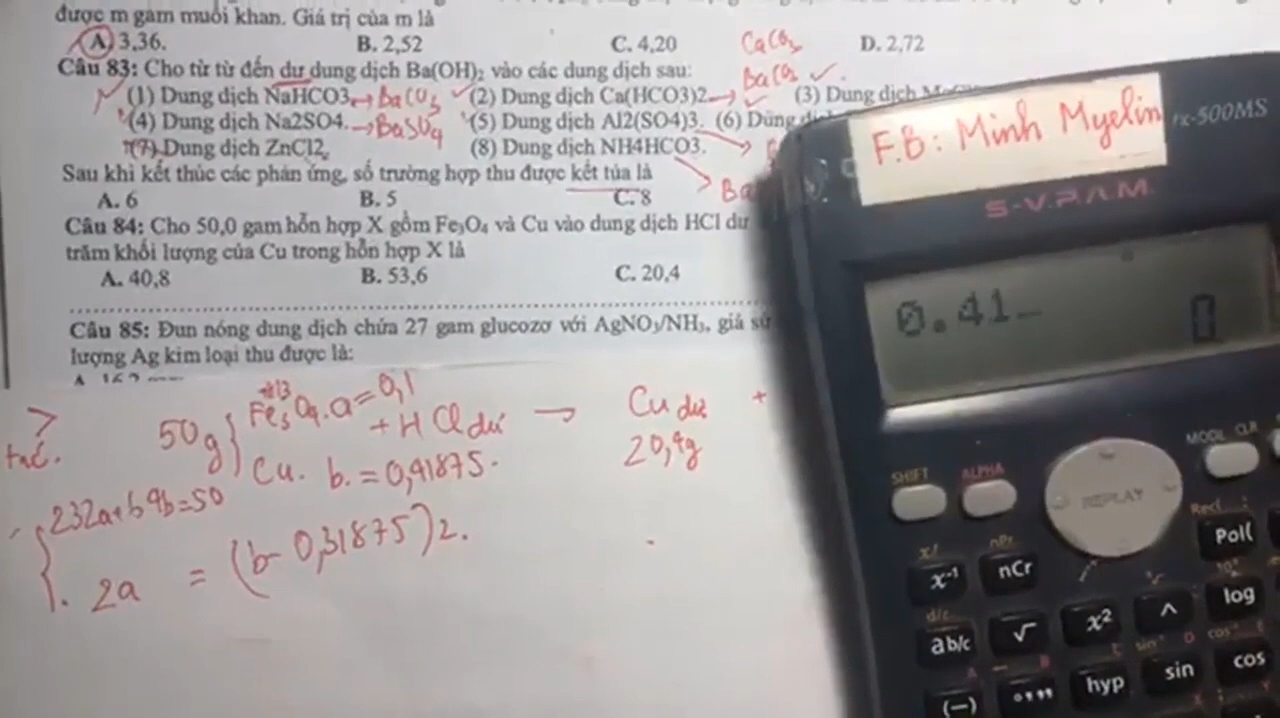 được m gam muối khan. Giá trị của m là
A. 3,36. B. 2,52 C. 4,20 D. 2,72
CaCO3
Câu 83: Cho từ từ đến dư dung dịch Ba(OH)2 vào các dung dịch sau:
BaCO3
(1) Dung dịch NaHCO3. → BaCO3 (2) Dung dịch Ca(HCO3)2 → (3) Dung dịch
(4) Dung dịch Na2SO4. → BaSO4 (5) Dung dịch Al2(SO4)3. (6) Dung
(7) Dung dịch ZnCl2. (8) Dung dịch NH4HCO3.
Sau khi kết thúc các phản ứng, số trường hợp thu được kết tủa là
Ba
A. 6 B. 5 C. 8
Câu 84: Cho 50,0 gam hỗn hợp X gồm Fe3O4 và Cu vào dung dịch HCl dư
trăm khối lượng của Cu trong hỗn hợp X là
A. 40,8 B. 53,6 C. 20,4
Câu 85: Đun nóng dung dịch chứa 27 gam glucozơ với AgNO3/NH3, giả sử
lượng Ag kim loại thu được là:
50g { Fe3O4. a = 0,1
+ HCl dư → Cu dư +
Cu. b. = 0,41875. 20,4g
{ 232a + 64b = 50
2a = (b - 0,31875)2.
F.B: Minh Myelin
fx-500MS
S-V.P.A.M.
0.41
0
MODE CLR
SHIFT ALPHA
REPLAY
Rec(
Pol(
x! nPr
x-1 nCr
d/c
ab/c √ x² ^ log
sin-1 cos-1
(–) °,,, hyp sin cos